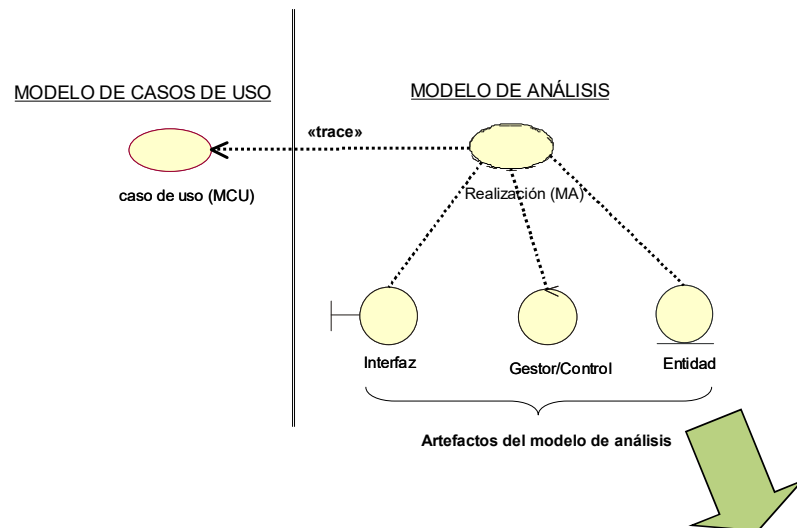 MODELO DE CASOS DE USO
MODELO DE ANÁLISIS
«trace»
caso de uso (MCU)
Realización (MA)
Interfaz
Gestor/Control
Entidad
Artefactos del modelo de análisis